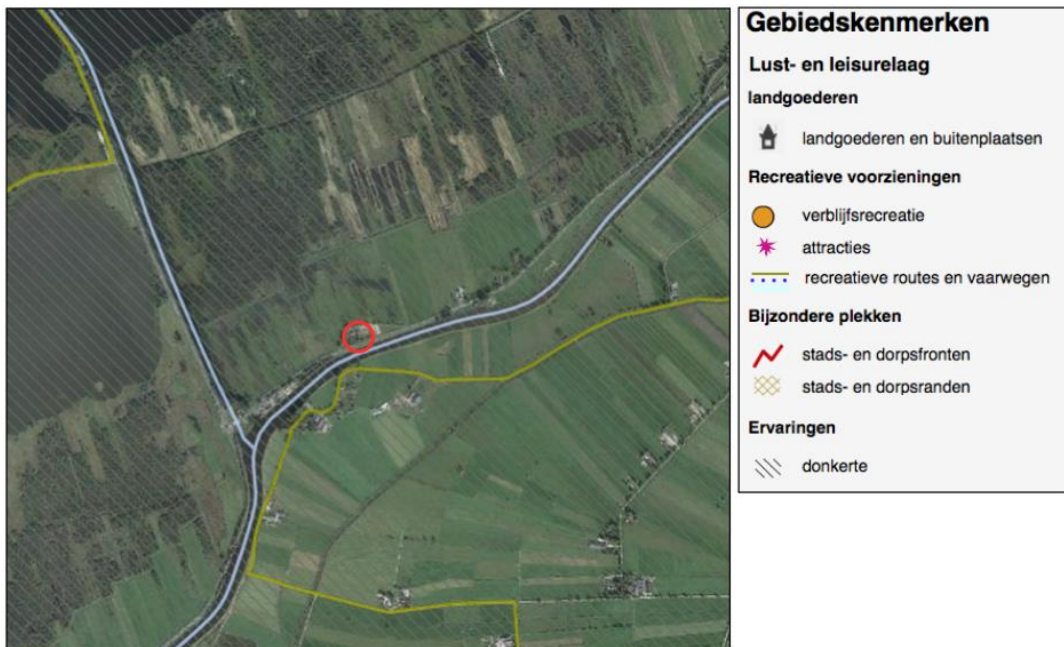 Gebiedskenmerken
Lust- en leisurelaag
landgoederen
landgoederen en buitenplaatsen
Recreatieve voorzieningen
verblijfsrecreatie
attracties
recreatieve routes en vaarwegen
Bijzondere plekken
stads- en dorpsfronten
stads- en dorpsranden
Ervaringen
donkerte